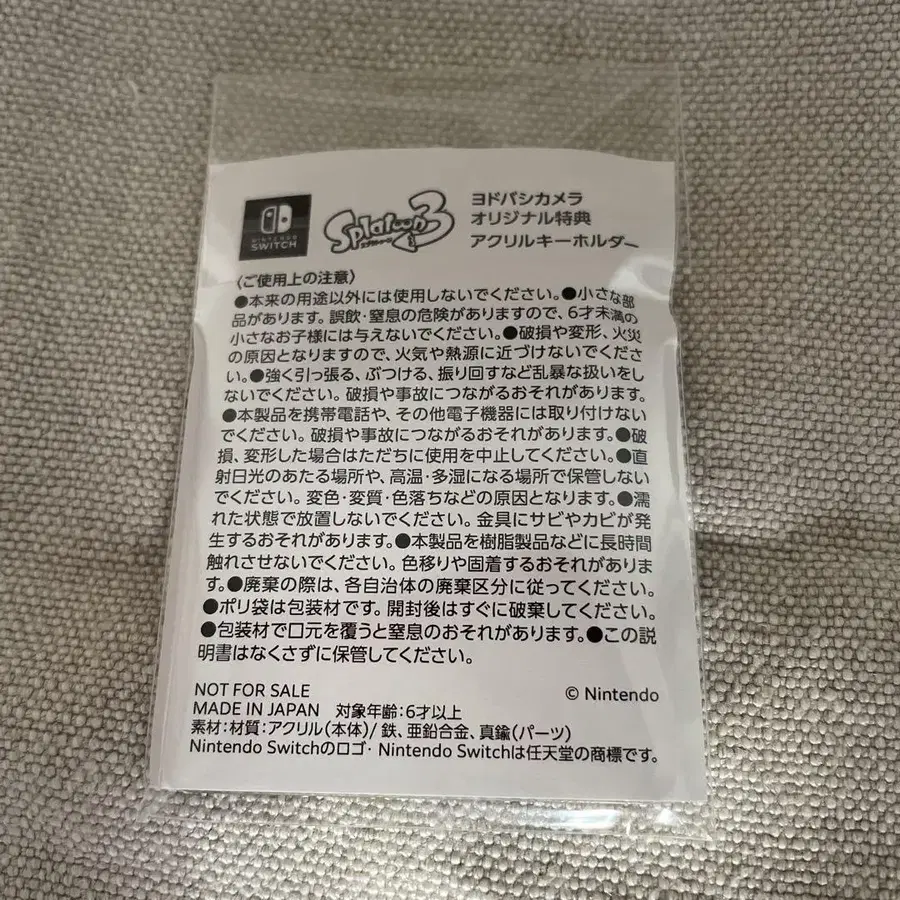 NINTENDO
SWITCH
Splatoon3
ヨドバシカメラ
オリジナル特典
アクリルキーホルダー
〈ご使用上の注意〉
●本来の用途以外には使用しないでください。●小さな部
品があります。誤飲・窒息の危険がありますので、6才未満の
小さなお子様には与えないでください。●破損や変形、火災
の原因となりますので、火気や熱源に近づけないでくださ
い。●強く引っ張る、ぶつける、振り回すなど乱暴な扱いをし
ないでください。破損や事故につながるおそれがあります。
●本製品を携帯電話や、その他電子機器には取り付けない
でください。破損や事故につながるおそれがあります。●破
損、変形した場合はただちに使用を中止してください。●直
射日光のあたる場所や、高温・多湿になる場所で保管しない
でください。変色・変質・色落ちなどの原因となります。●濡
れた状態で放置しないでください。金具にサビやカビが発
生するおそれがあります。●本製品を樹脂製品などに長時間
触れさせないでください。色移りや固着するおそれがありま
す。●廃棄の際は、各自治体の廃棄区分に従ってください。
●ポリ袋は包装材です。開封後はすぐに破棄してください。
●包装材で口元を覆うと窒息のおそれがあります。●この説
明書はなくさずに保管してください。
NOT FOR SALE
© Nintendo
MADE IN JAPAN 対象年齢:6才以上
素材:材質:アクリル(本体)/ 鉄、亜鉛合金、真鍮(パーツ)
Nintendo Switchのロゴ・Nintendo Switchは任天堂の商標です。